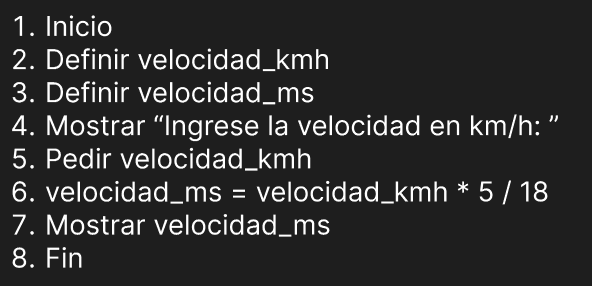 1. Inicio
2. Definir velocidad_kmh
3. Definir velocidad_ms
4. Mostrar “Ingrese la velocidad en km/h: ”
5. Pedir velocidad_kmh
6. velocidad_ms = velocidad_kmh * 5 / 18
7. Mostrar velocidad_ms
8. Fin